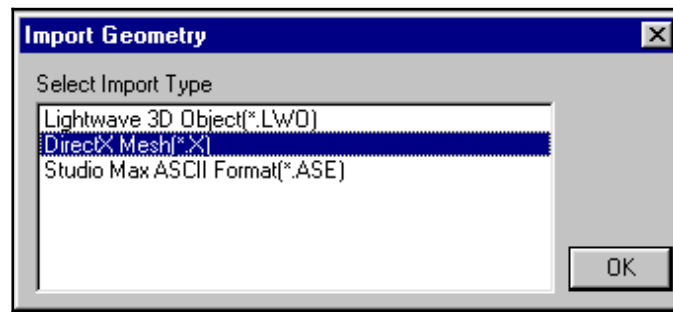 Import Geometry
Select Import Type
Lightwave 3D Object(*.LWO)
DirectX Mesh(*.X)
Studio Max ASCII Format(*.ASE)
OK